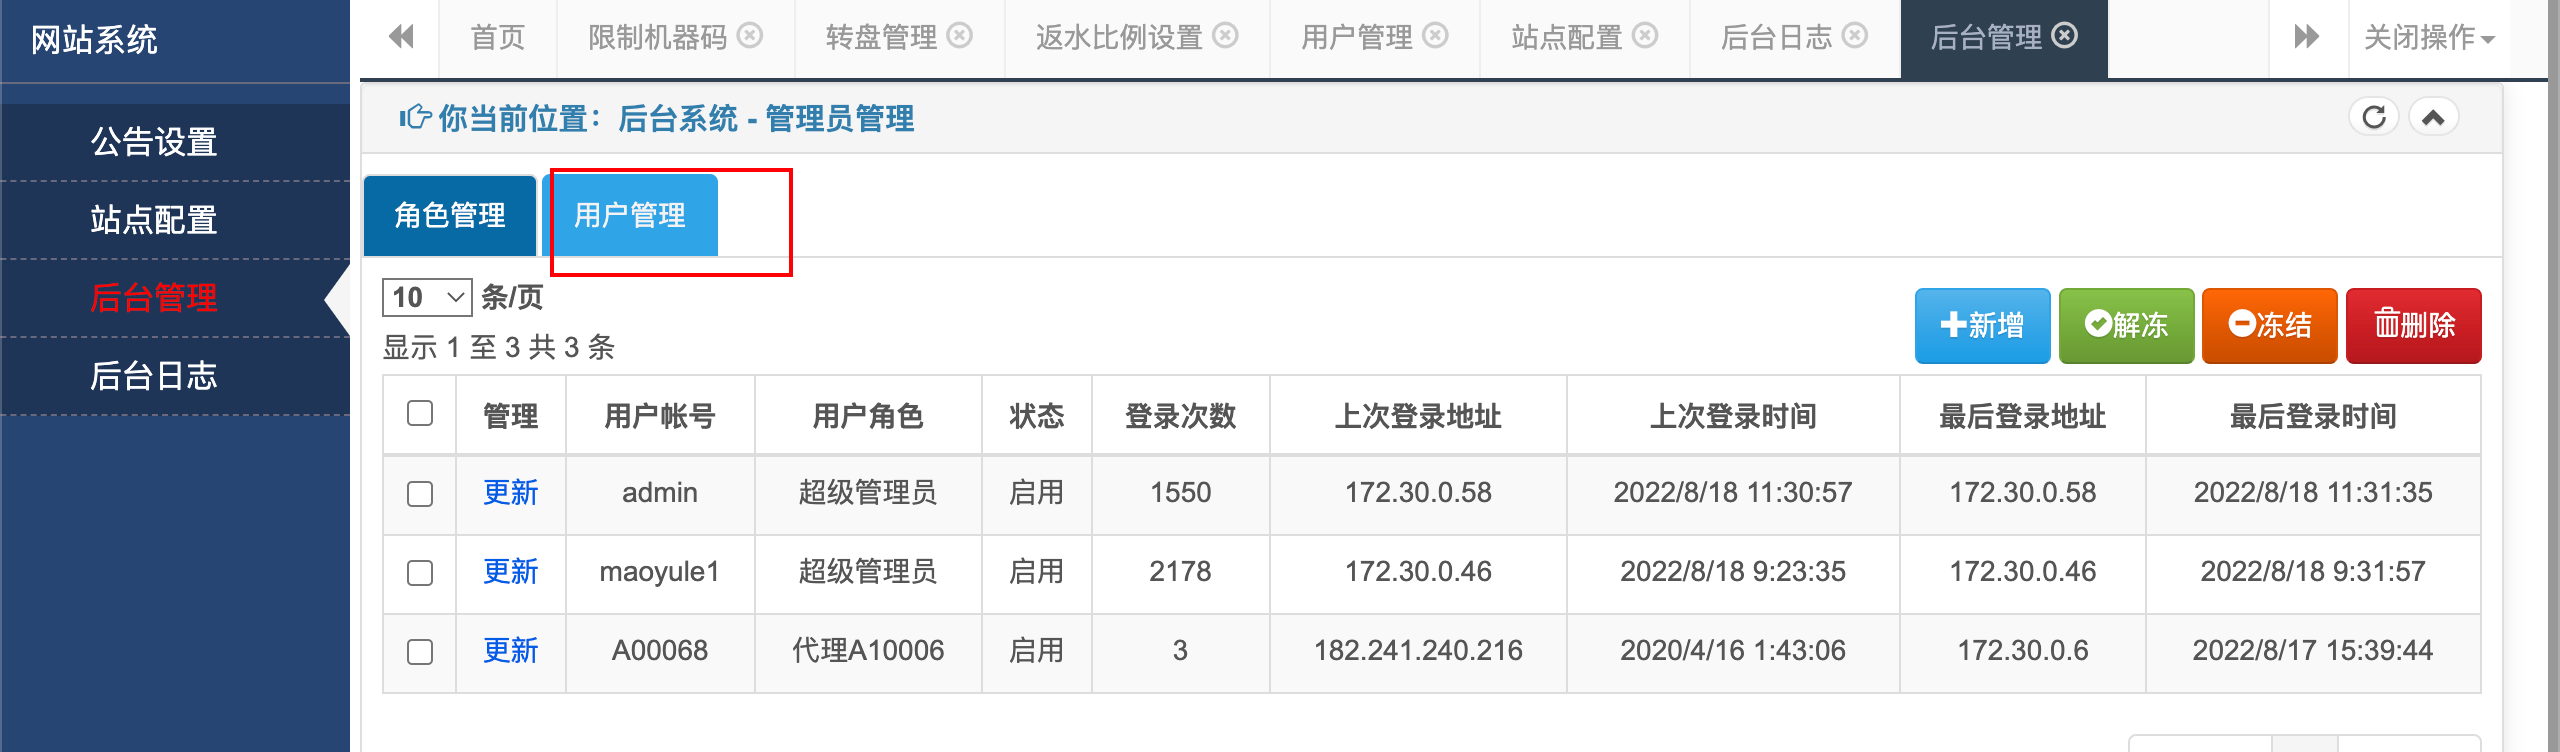 网站系统
首页 限制机器码 转盘管理 返水比例设置 用户管理 站点配置 后台日志 后台管理 关闭操作
公告设置
站点配置
后台管理
后台日志
你当前位置：后台系统 - 管理员管理
角色管理 用户管理
10 条/页
显示 1 至 3 共 3 条
新增 解冻 冻结 删除
管理 用户帐号 用户角色 状态 登录次数 上次登录地址 上次登录时间 最后登录地址 最后登录时间
更新 admin 超级管理员 启用 1550 172.30.0.58 2022/8/18 11:30:57 172.30.0.58 2022/8/18 11:31:35
更新 maoyule1 超级管理员 启用 2178 172.30.0.46 2022/8/18 9:23:35 172.30.0.46 2022/8/18 9:31:57
更新 A00068 代理A10006 启用 3 182.241.240.216 2020/4/16 1:43:06 172.30.0.6 2022/8/17 15:39:44